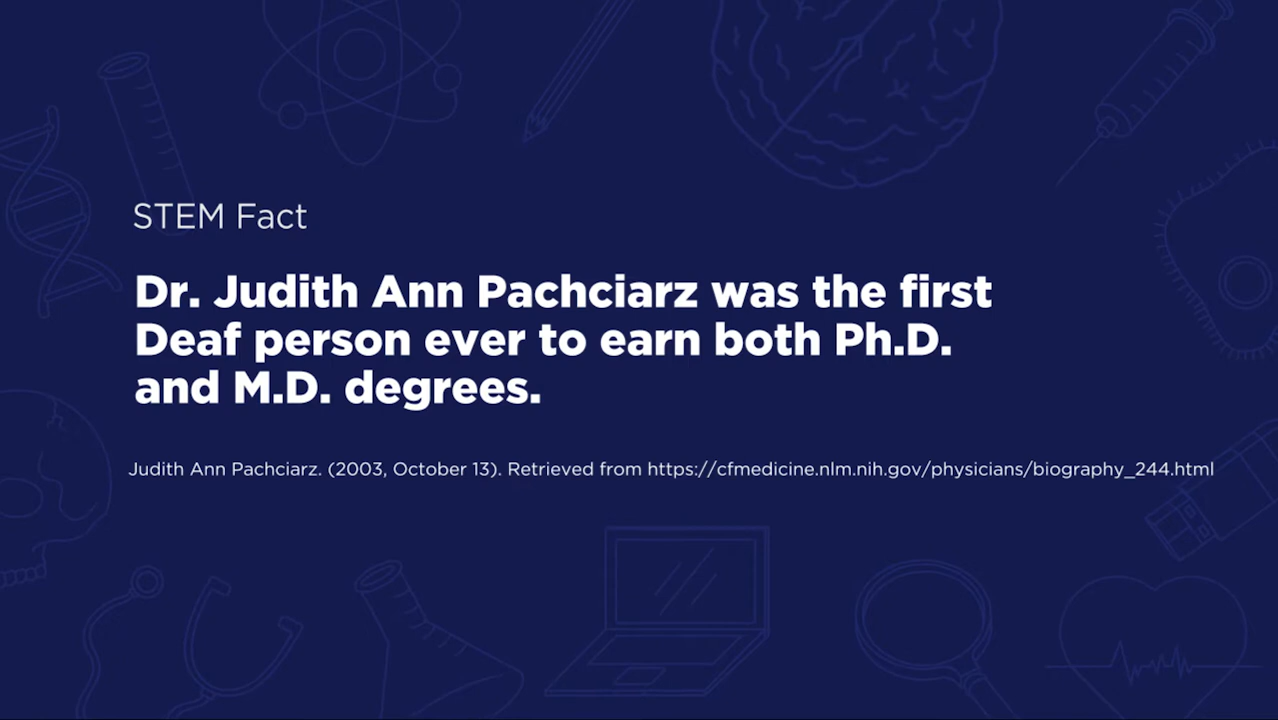 STEM Fact
Dr. Judith Ann Pachciarz was the first
Deaf person ever to earn both Ph.D.
and M.D. degrees.
Judith Ann Pachciarz. (2003, October 13). Retrieved from https://cfmedicine.nlm.nih.gov/physicians/biography_244.html